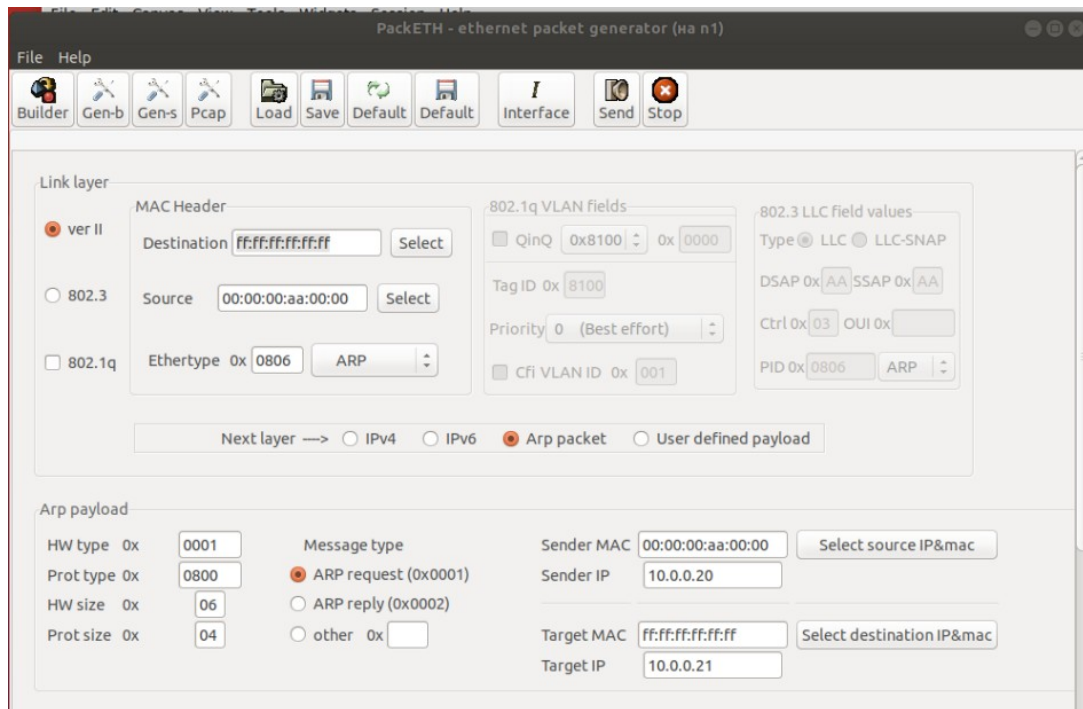 File Edit Canvas View Tools Widgets Session Help
PackETH - ethernet packet generator (на n1)
File Help
Builder Gen-b Gen-s Pcap Load Save Default Default Interface Send Stop
Link layer
ver II
802.3
802.1q
MAC Header
Destination ff:ff:ff:ff:ff:ff Select
Source 00:00:00:aa:00:00 Select
Ethertype 0x 0806 ARP
802.1q VLAN fields
QinQ 0x8100 0x 0000
Tag ID 0x 8100
Priority 0 (Best effort)
Cfi VLAN ID 0x 001
802.3 LLC field values
Type LLC LLC-SNAP
DSAP 0x AA SSAP 0x AA
Ctrl 0x 03 OUI 0x
PID 0x 0806 ARP
Next layer ---> IPv4 IPv6 Arp packet User defined payload
Arp payload
HW type 0x 0001
Prot type 0x 0800
HW size 0x 06
Prot size 0x 04
Message type
ARP request (0x0001)
ARP reply (0x0002)
other 0x
Sender MAC 00:00:00:aa:00:00 Select source IP&mac
Sender IP 10.0.0.20
Target MAC ff:ff:ff:ff:ff:ff Select destination IP&mac
Target IP 10.0.0.21